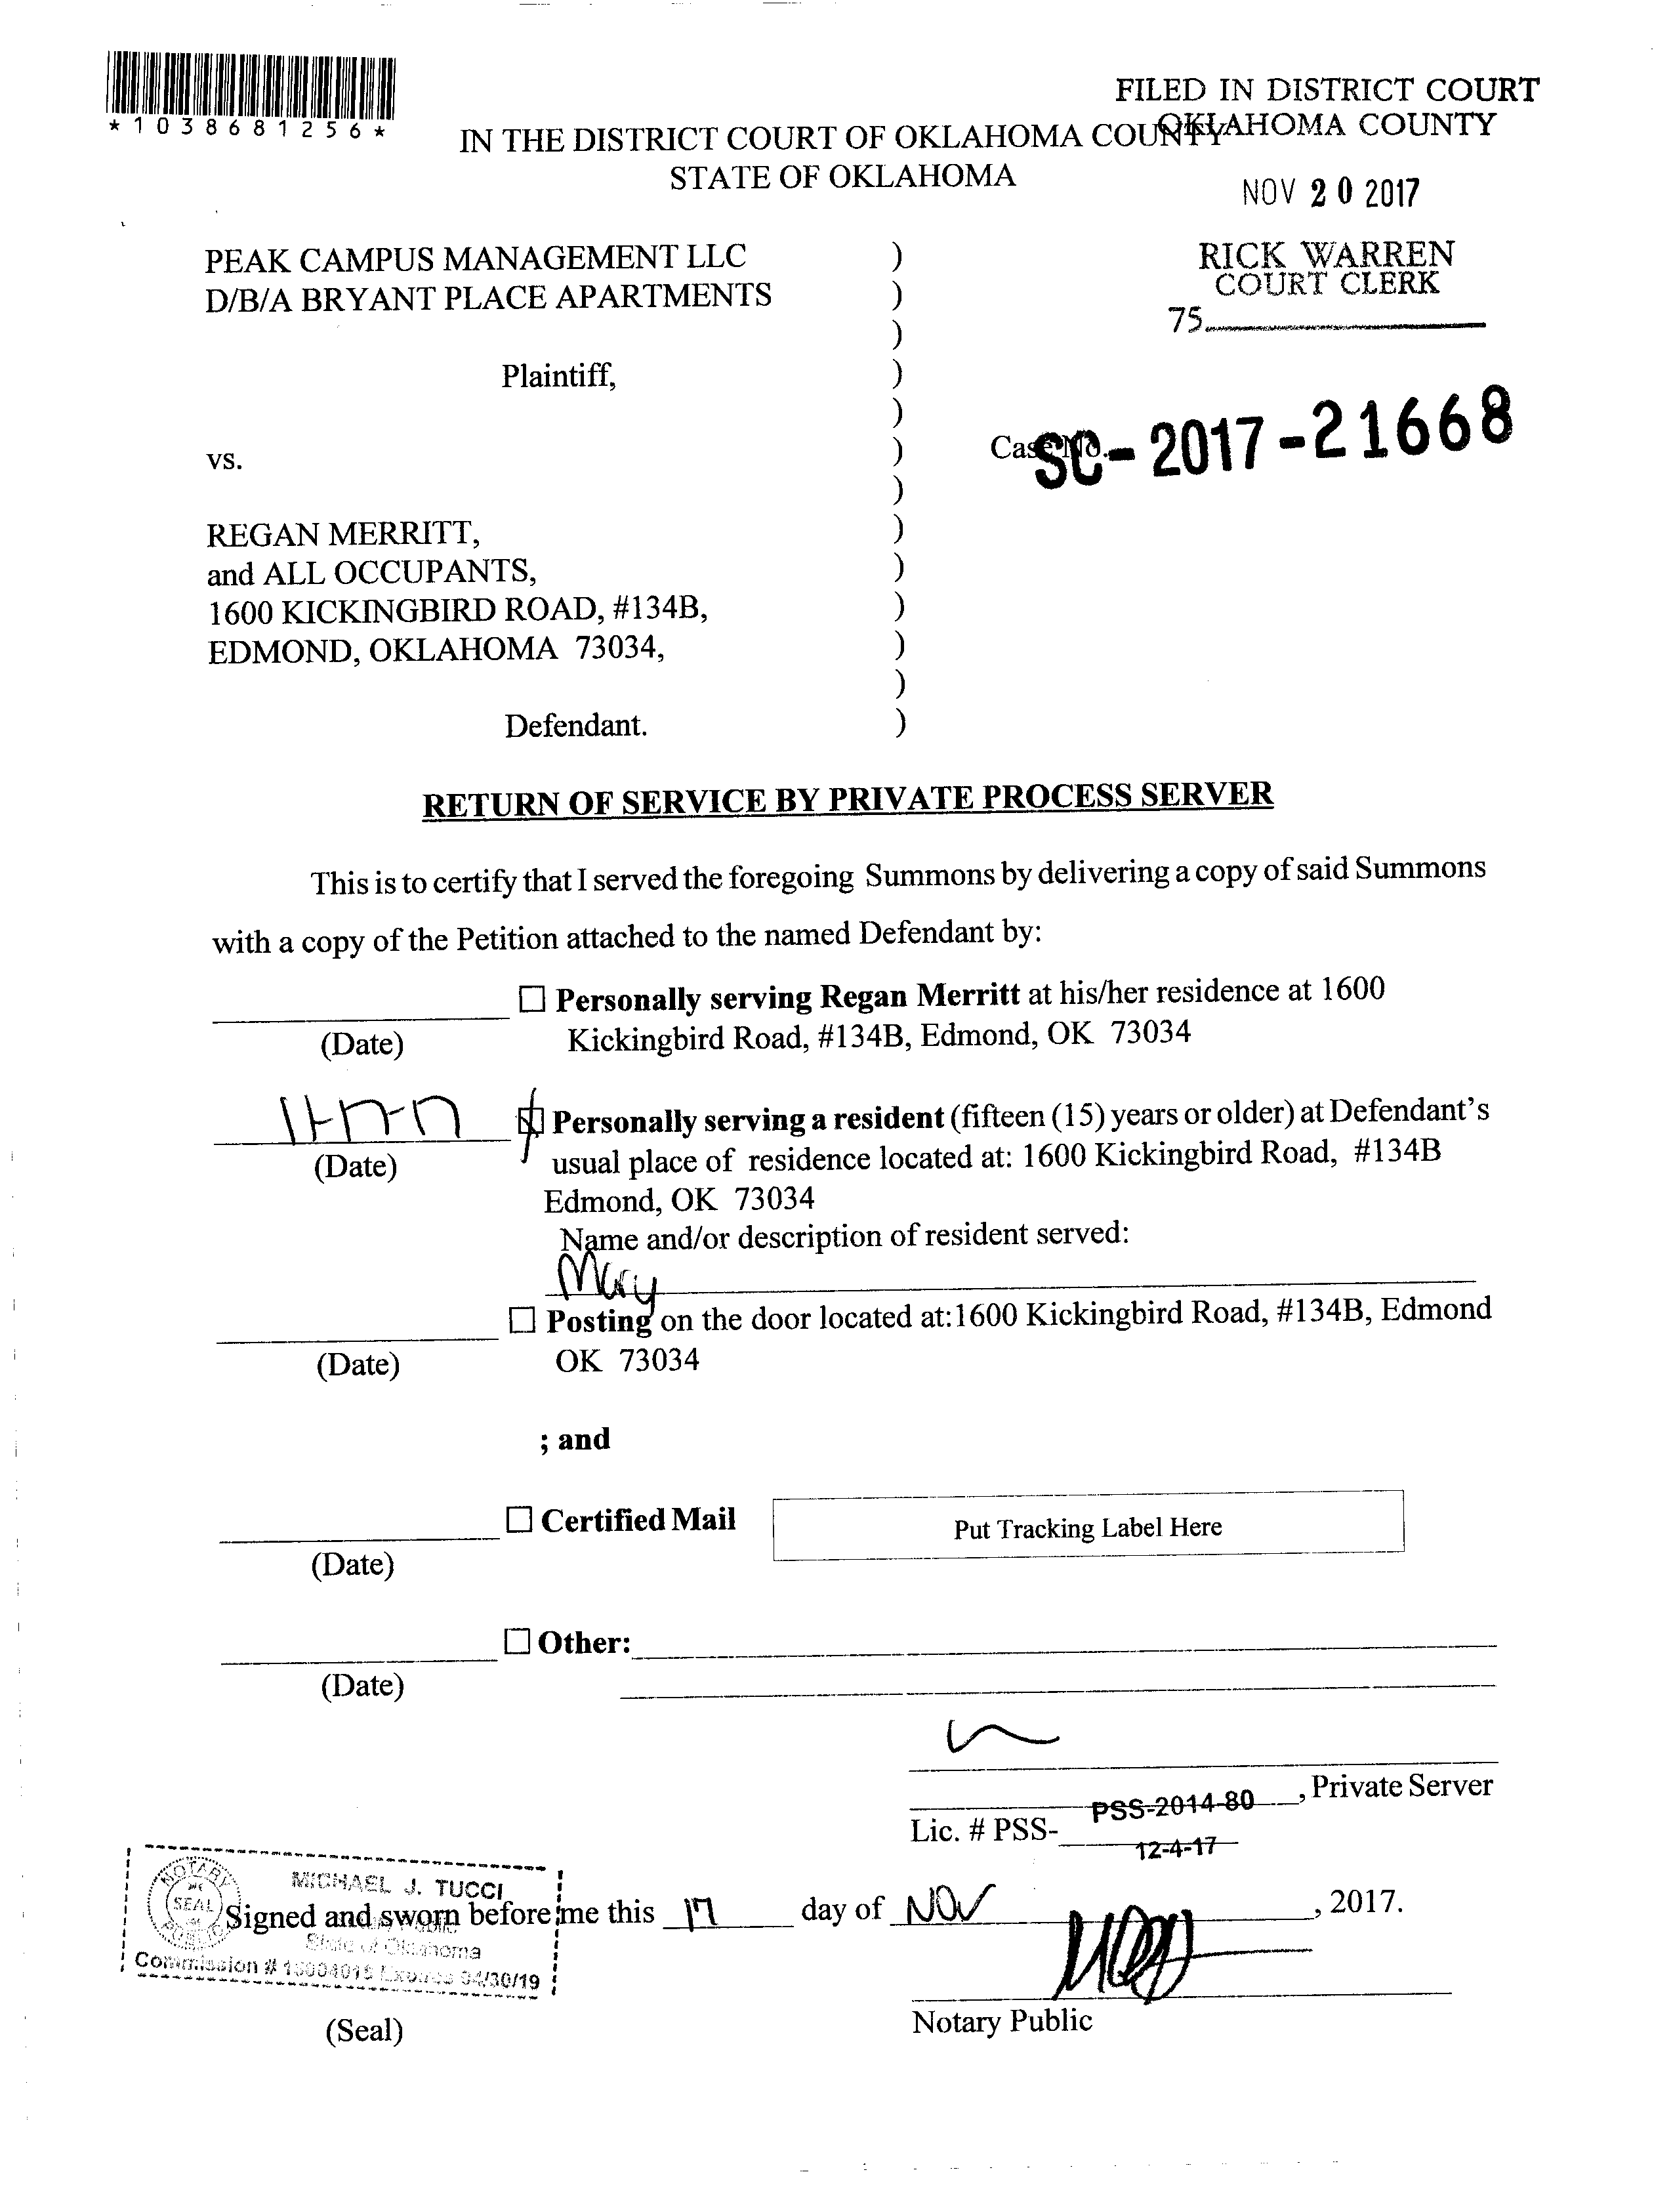 *1038681256*
FILED IN DISTRICT COURT
OKLAHOMA COUNTY
IN THE DISTRICT COURT OF OKLAHOMA COUNTY
STATE OF OKLAHOMA
NOV 20 2017
PEAK CAMPUS MANAGEMENT LLC )
D/B/A BRYANT PLACE APARTMENTS )
RICK WARREN
COURT CLERK
75
)
Plaintiff, )
)
vs. )
Case No. SC-2017-21668
)
REGAN MERRITT, )
and ALL OCCUPANTS, )
1600 KICKINGBIRD ROAD, #134B, )
EDMOND, OKLAHOMA 73034, )
)
Defendant. )
RETURN OF SERVICE BY PRIVATE PROCESS SERVER
This is to certify that I served the foregoing Summons by delivering a copy of said Summons
with a copy of the Petition attached to the named Defendant by:
☐ Personally serving Regan Merritt at his/her residence at 1600
(Date) Kickingbird Road, #134B, Edmond, OK 73034
11-17-17 Personally serving a resident (fifteen (15) years or older) at Defendant's
(Date) usual place of residence located at: 1600 Kickingbird Road, #134B
Edmond, OK 73034
Name and/or description of resident served:
Mary
☐ Posting on the door located at:1600 Kickingbird Road, #134B, Edmond
(Date) OK 73034
; and
☐ Certified Mail Put Tracking Label Here
(Date)
☐ Other:
(Date)
, Private Server
Lic. # PSS- PSS-2014-80
12-4-17
NOTARY
PUBLIC
SEAL
MICHAEL J. TUCCI
Signed and sworn before me this 17 day of NOV, 2017.
State of Oklahoma
Commission # Expires 04/30/19
Notary Public
(Seal)